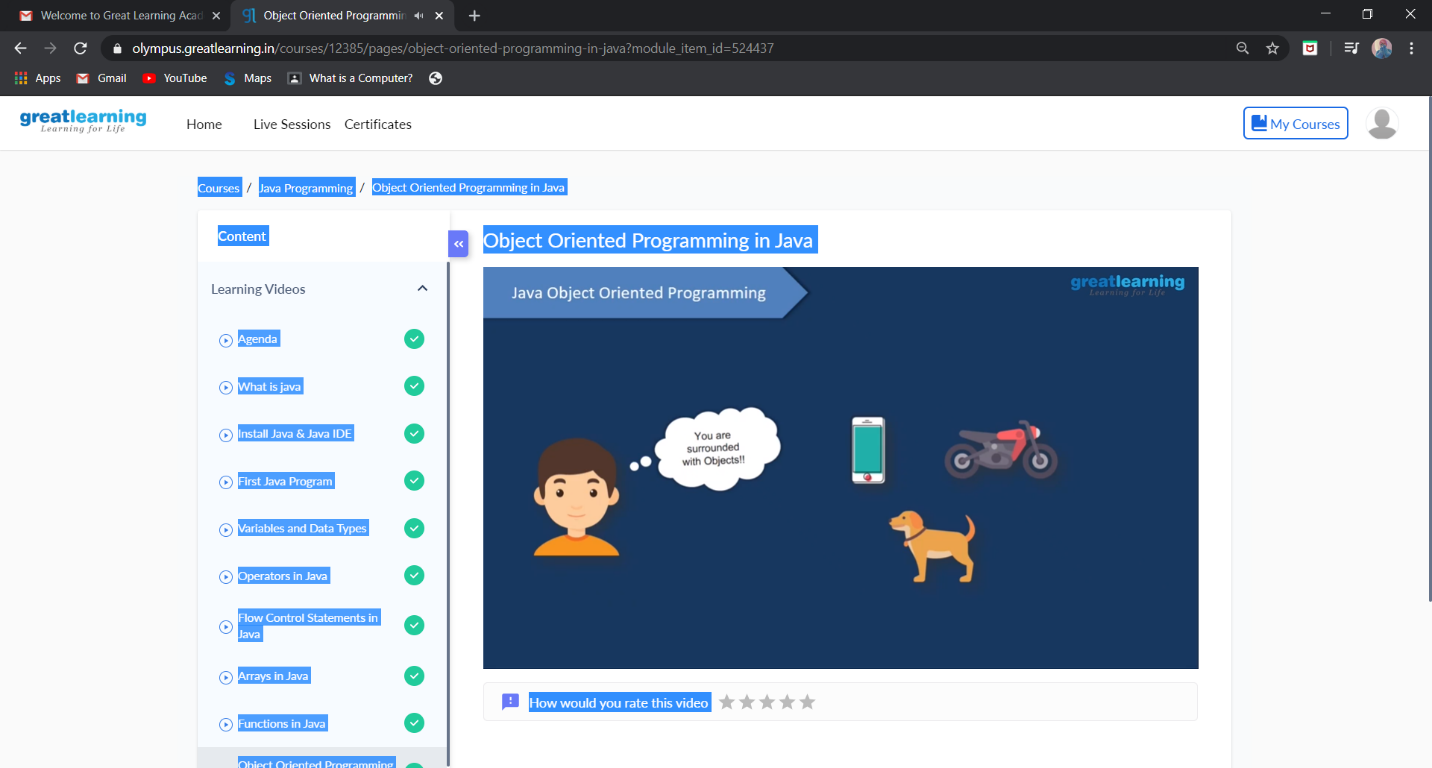 Welcome to Great Learning Acad
Object Oriented Programmin
olympus.greatlearning.in/courses/12385/pages/object-oriented-programming-in-java?module_item_id=524437
Apps Gmail YouTube Maps What is a Computer?
greatlearning
Learning for Life
Home Live Sessions Certificates
My Courses
Courses / Java Programming / Object Oriented Programming in Java
Content
Learning Videos
Agenda
What is java
Install Java & Java IDE
First Java Program
Variables and Data Types
Operators in Java
Flow Control Statements in
Java
Arrays in Java
Functions in Java
Object Oriented Programming
Object Oriented Programming in Java
Java Object Oriented Programming
greatlearning
Learning for Life
You are
surrounded
with Objects!!
How would you rate this video